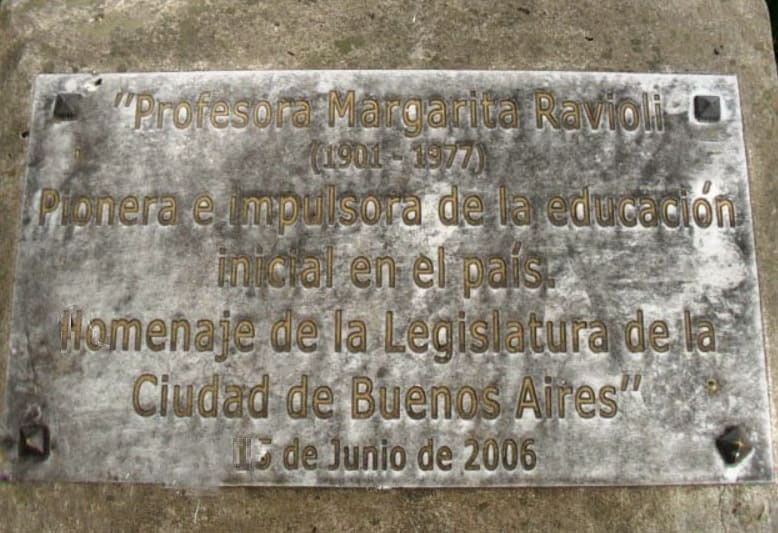 "Profesora Margarita Ravioli
(1901 - 1977)
Pionera e impulsora de la educación
inicial en el país.
Homenaje de la Legislatura de la
Ciudad de Buenos Aires"
de Junio de 2006